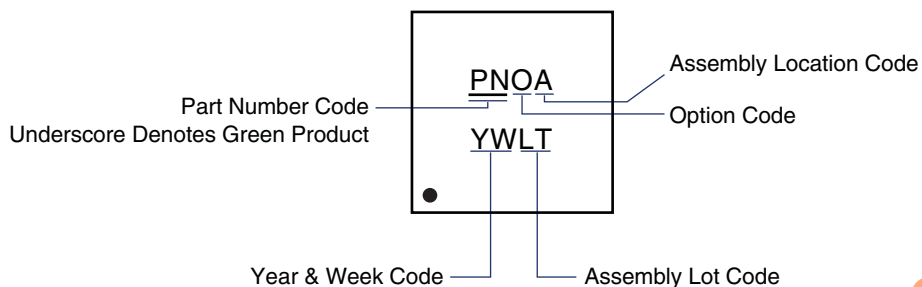 PNOA
Assembly Location Code
Part Number Code
Underscore Denotes Green Product
Option Code
YWLT
Year & Week Code
Assembly Lot Code